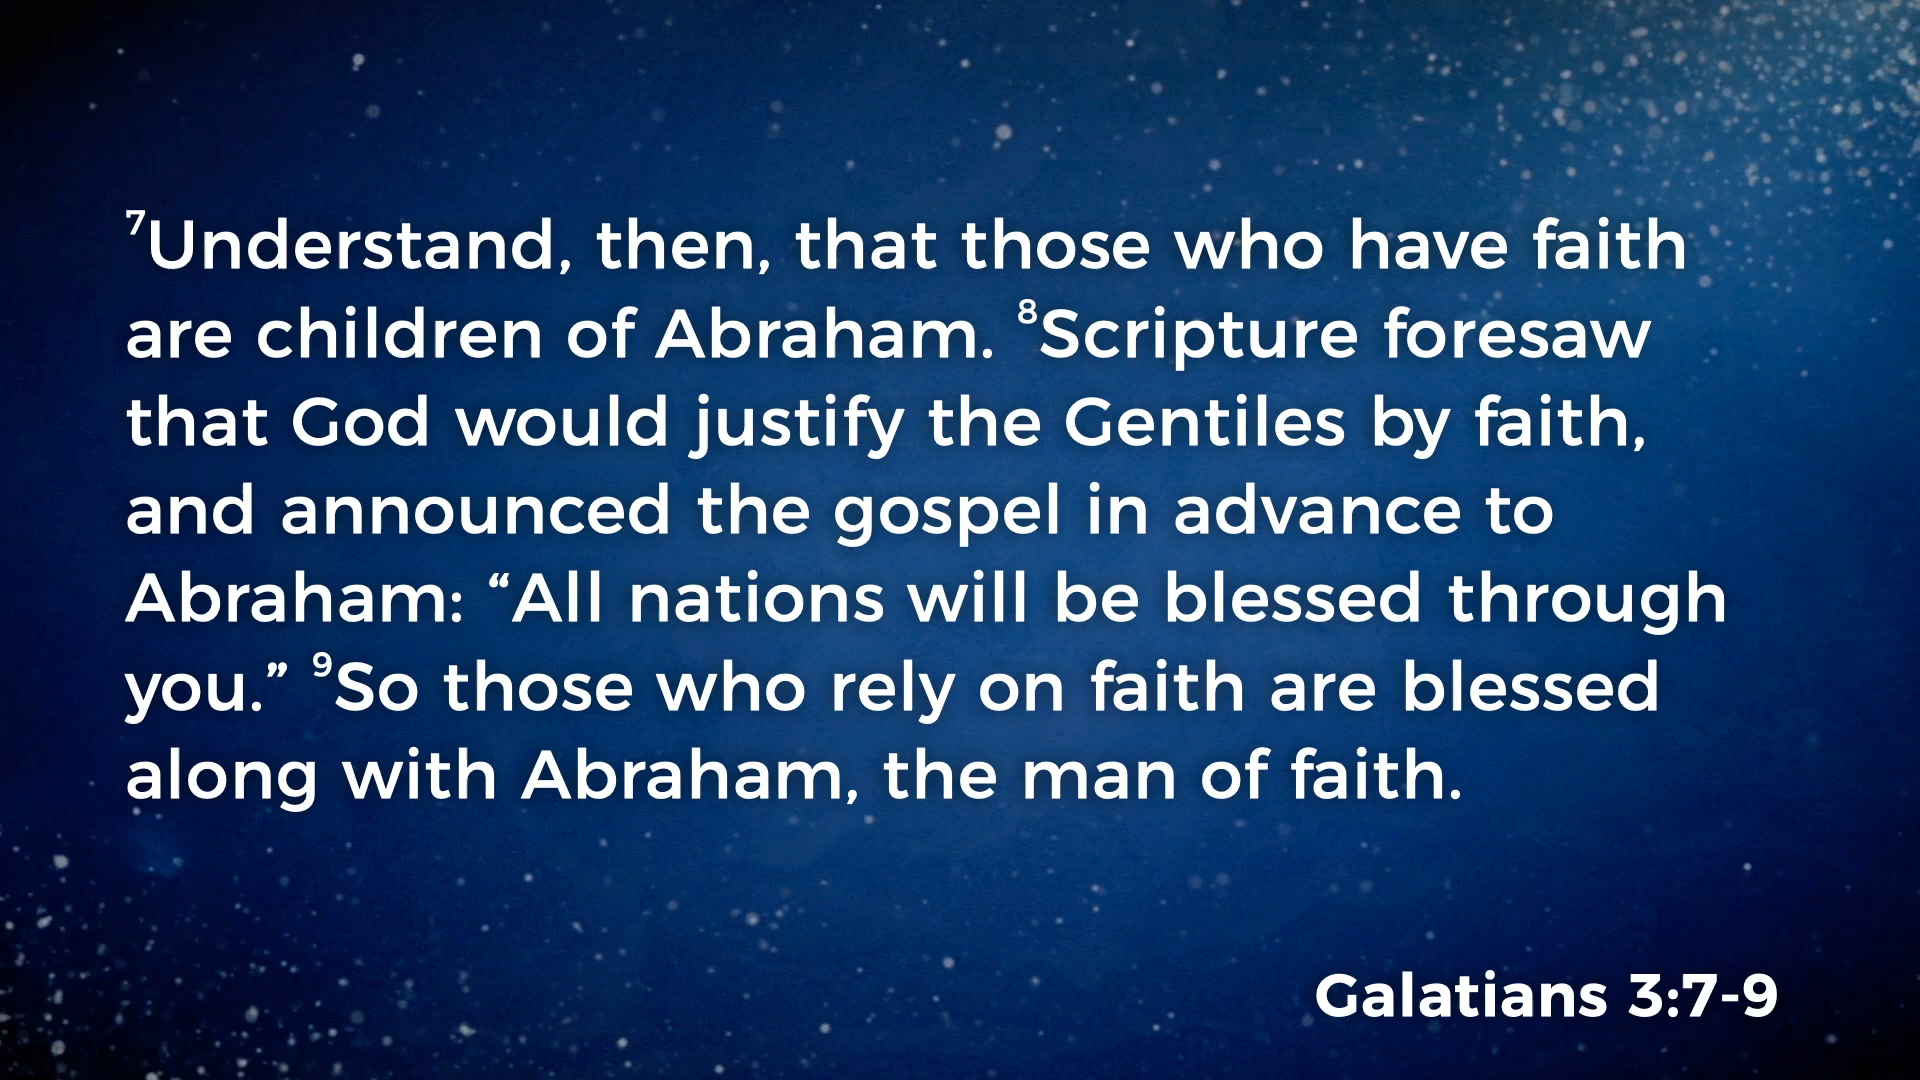 ⁷Understand, then, that those who have faith
are children of Abraham. ⁸Scripture foresaw
that God would justify the Gentiles by faith,
and announced the gospel in advance to
Abraham: “All nations will be blessed through
you.” ⁹So those who rely on faith are blessed
along with Abraham, the man of faith.
Galatians 3:7-9